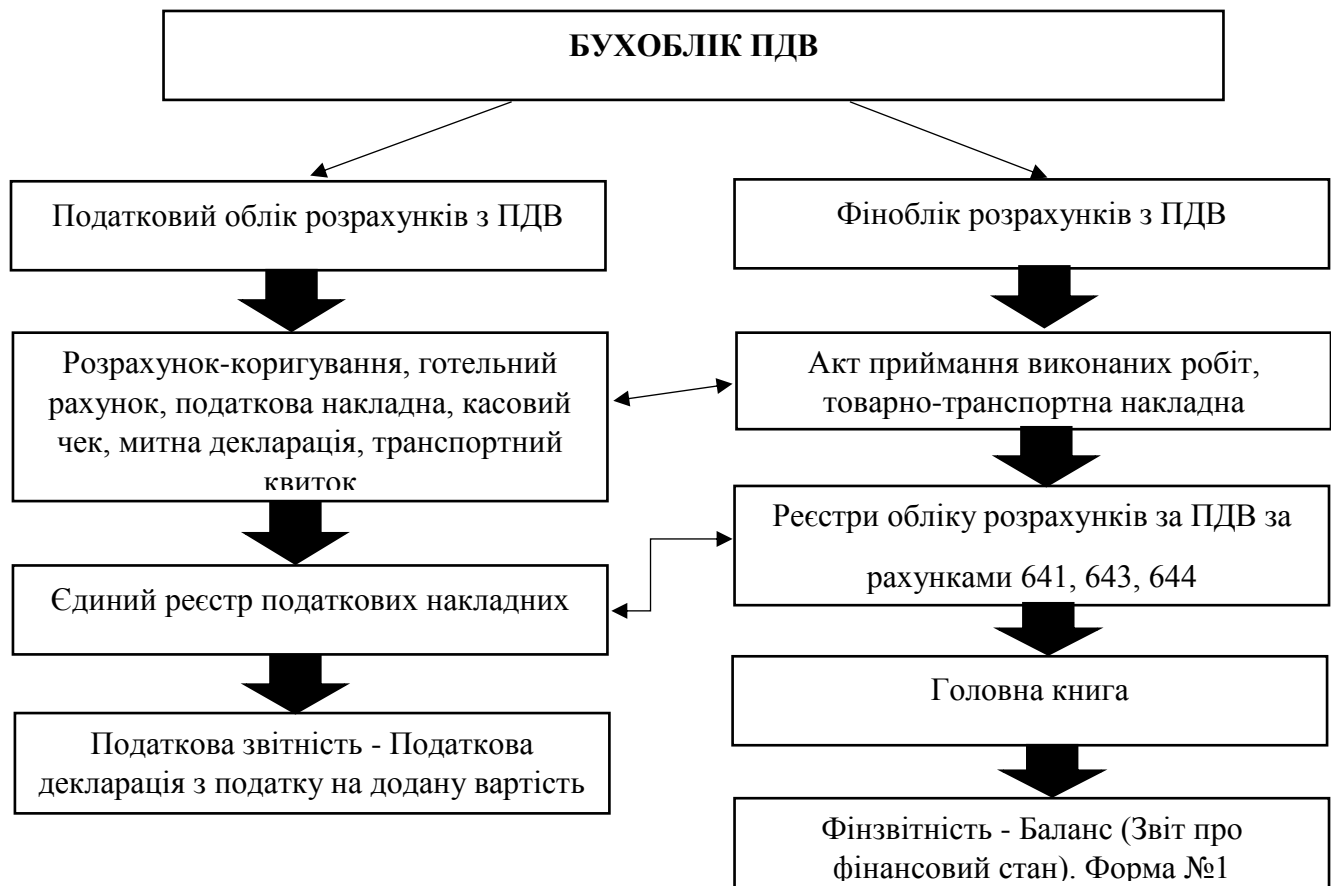 БУХОБЛІК ПДВ
Податковий облік розрахунків з ПДВ
Розрахунок-коригування, готельний
рахунок, податкова накладна, касовий
чек, митна декларація, транспортний
квиток
Єдиний реєстр податкових накладних
Податкова звітність - Податкова
декларація з податку на додану вартість
Фіноблік розрахунків з ПДВ
Акт приймання виконаних робіт,
товарно-транспортна накладна
Реєстри обліку розрахунків за ПДВ за
рахунками 641, 643, 644
Головна книга
Фінзвітність - Баланс (Звіт про
фінансовий стан). Форма №1